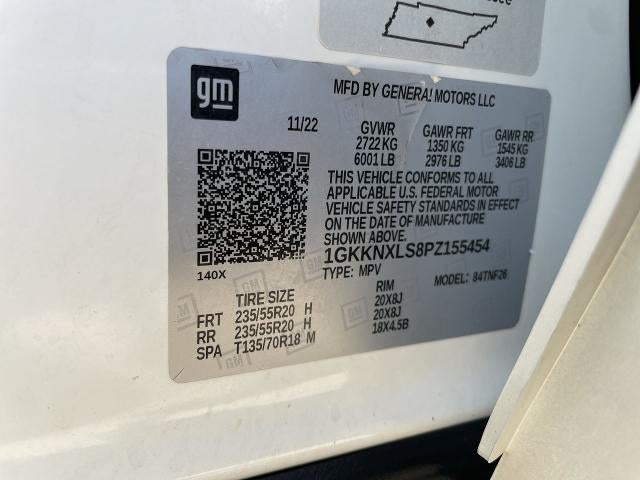 gm
MFD BY GENERAL MOTORS LLC
11/22 GVWR GAWR FRT GAWR RR
2722 KG 1350 KG 1545 KG
6001 LB 2976 LB 3406 LB
THIS VEHICLE CONFORMS TO ALL
APPLICABLE U.S. FEDERAL MOTOR
VEHICLE SAFETY STANDARDS IN EFFECT
ON THE DATE OF MANUFACTURE
SHOWN ABOVE.
1GKKNXLS8PZ155454
140X TYPE: MPV MODEL: 84TNF26
TIRE SIZE RIM
FRT 235/55R20 H 20X8J
RR 235/55R20 H 20X8J
SPA T135/70R18 M 18X4.5B